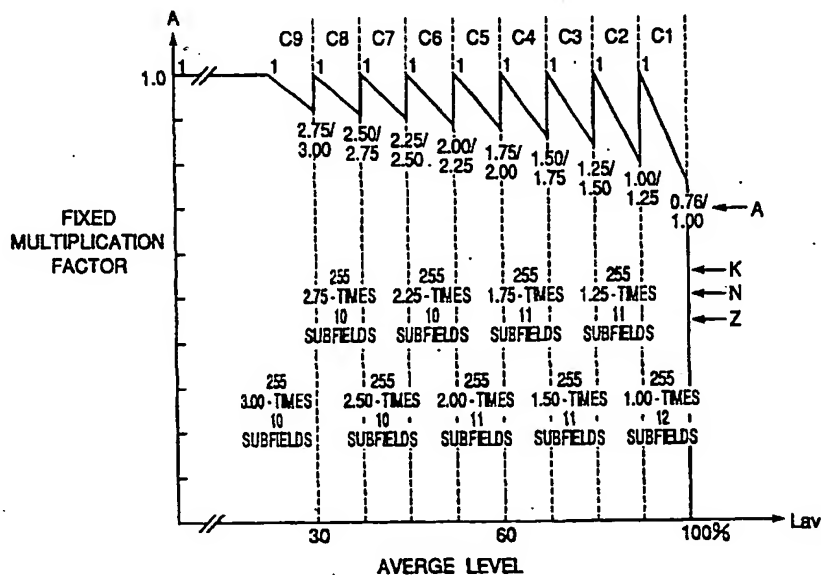 A
C9 C8 C7 C6 C5 C4 C3 C2 C1
1.0
1 1 1 1 1 1 1 1 1 1
2.75/
3.00
2.50/
2.75
2.25/
2.50
2.00/
2.25
1.75/
2.00
1.50/
1.75
1.25/
1.50
1.00/
1.25
0.76/
1.00
A
FIXED
MULTIPLICATION
FACTOR
K
N
Z
255
2.75-TIMES
10
SUBFIELDS
255
2.25-TIMES
10
SUBFIELDS
255
1.75-TIMES
11
SUBFIELDS
255
1.25-TIMES
11
SUBFIELDS
255
3.00-TIMES
10
SUBFIELDS
255
2.50-TIMES
10
SUBFIELDS
255
2.00-TIMES
11
SUBFIELDS
255
1.50-TIMES
11
SUBFIELDS
255
1.00-TIMES
12
SUBFIELDS
30 60 100% Lav
AVERGE LEVEL